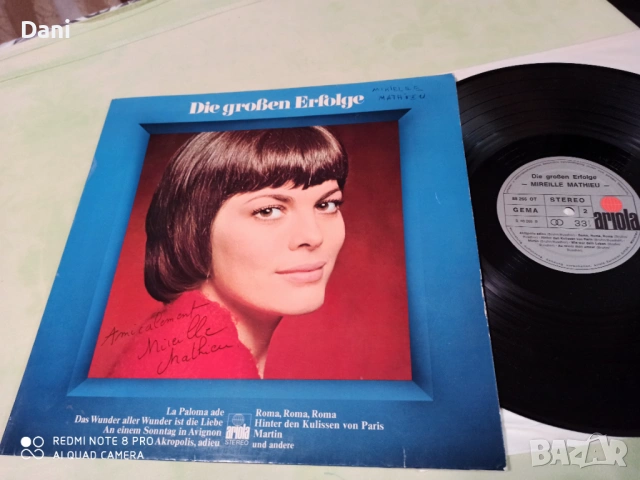 Dani
Die großen Erfolge
MATHIEU
Amicalement
Mireille
Mathieu
La Paloma ade
Das Wunder aller Wunder ist die Liebe
An einem Sonntag in Avignon
Akropolis, adieu
ariola
STEREO
Roma, Roma, Roma
Hinter den Kulissen von Paris
Martin
und andere
Die großen Erfolge
– MIREILLE MATHIEU –
STEREO
GEMA
2
33
ariola
REDMI NOTE 8 PRO
AI QUAD CAMERA
bazar